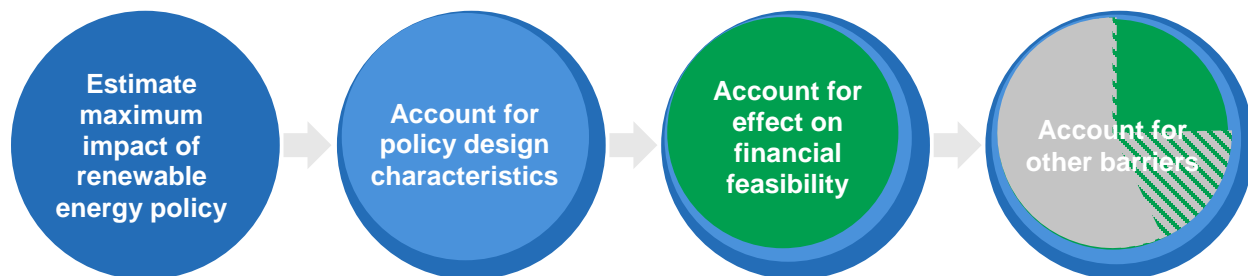 Estimate
maximum
impact of
renewable
energy policy
Account for
policy design
characteristics
Account for
effect on
financial
feasibility
Account for
other barriers